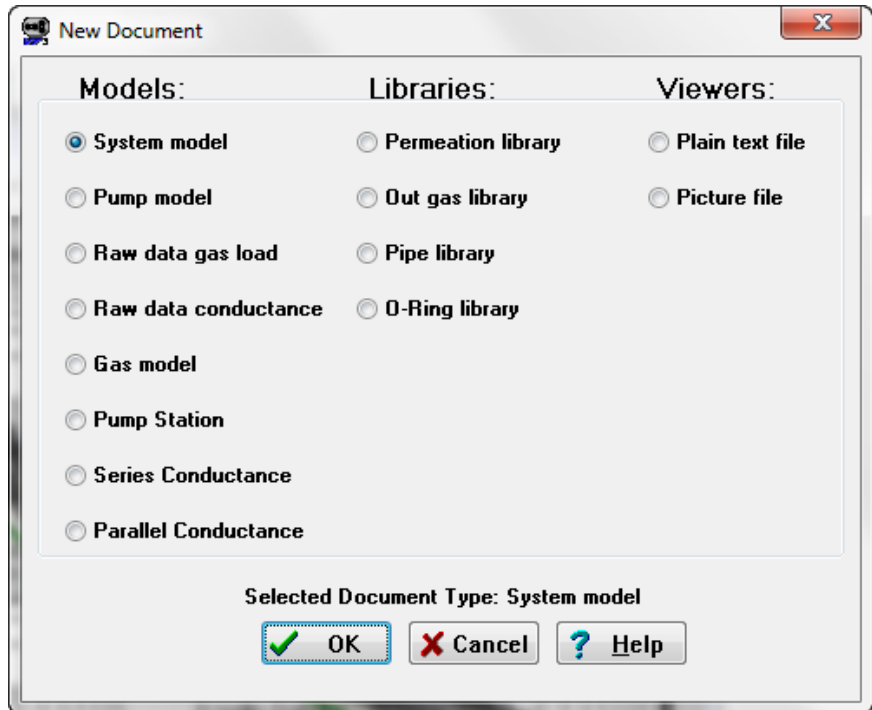 New Document
Models: Libraries: Viewers:
System model Permeation library Plain text file
Pump model Out gas library Picture file
Raw data gas load Pipe library
Raw data conductance O-Ring library
Gas model
Pump Station
Series Conductance
Parallel Conductance
Selected Document Type: System model
OK Cancel ? Help